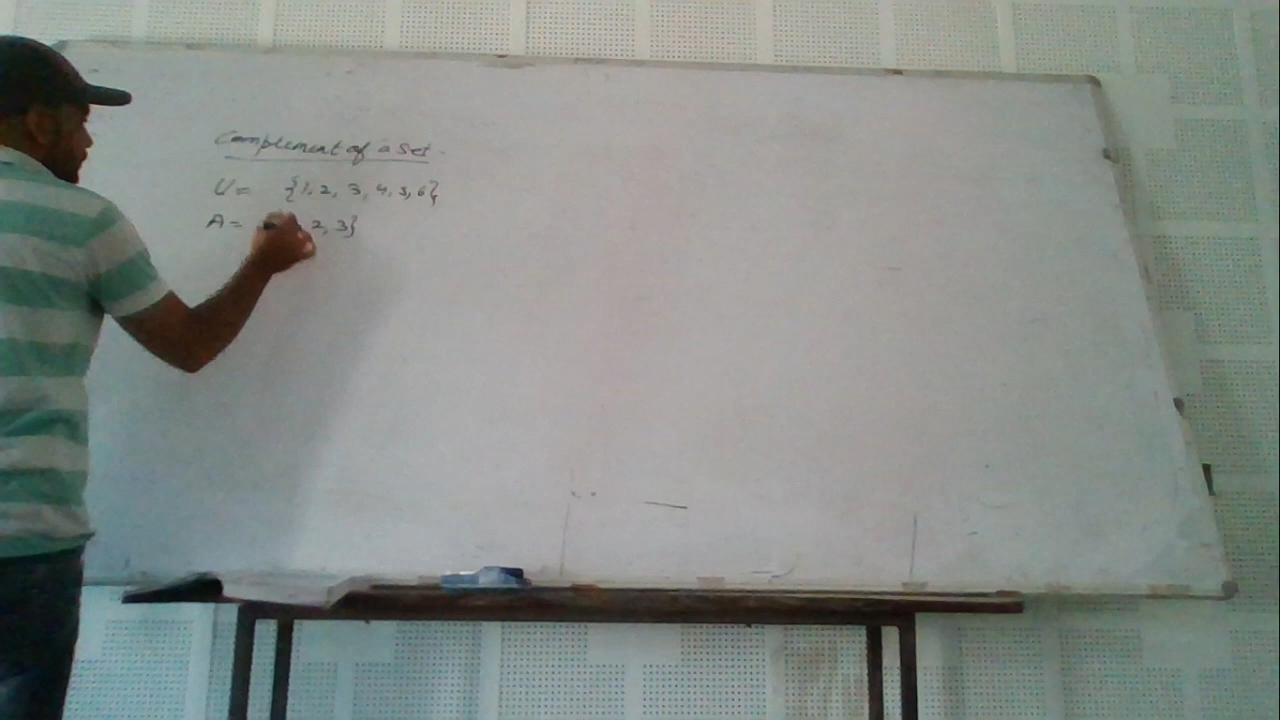 Complement of a Set.
U = {1, 2, 3, 4, 5, 6}
A = 2, 3}